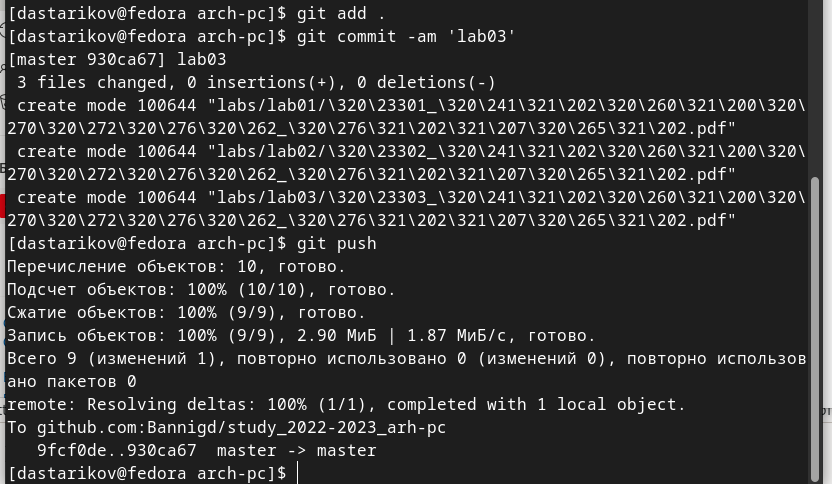 [dastarikov@fedora arch-pc]$ git add .
[dastarikov@fedora arch-pc]$ git commit -am 'lab03'
[master 930ca67] lab03
 3 files changed, 0 insertions(+), 0 deletions(-)
 create mode 100644 "labs/lab01/\320\23301_\320\241\321\202\320\260\321\200\320\
270\320\272\320\276\320\262_\320\276\321\202\321\207\320\265\321\202.pdf"
 create mode 100644 "labs/lab02/\320\23302_\320\241\321\202\320\260\321\200\320\
270\320\272\320\276\320\262_\320\276\321\202\321\207\320\265\321\202.pdf"
 create mode 100644 "labs/lab03/\320\23303_\320\241\321\202\320\260\321\200\320\
270\320\272\320\276\320\262_\320\276\321\202\321\207\320\265\321\202.pdf"
[dastarikov@fedora arch-pc]$ git push
Перечисление объектов: 10, готово.
Подсчет объектов: 100% (10/10), готово.
Сжатие объектов: 100% (9/9), готово.
Запись объектов: 100% (9/9), 2.90 МиБ | 1.87 МиБ/с, готово.
Всего 9 (изменений 1), повторно использовано 0 (изменений 0), повторно использов
ано пакетов 0
remote: Resolving deltas: 100% (1/1), completed with 1 local object.
To github.com:Bannigd/study_2022-2023_arh-pc
   9fcf0de..930ca67  master -> master
[dastarikov@fedora arch-pc]$